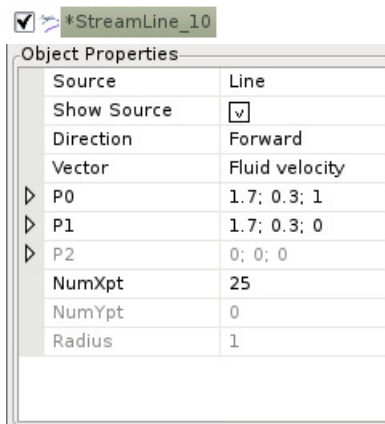 *StreamLine_10
Object Properties
Source Line
Show Source
Direction Forward
Vector Fluid velocity
P0 1.7; 0.3; 1
P1 1.7; 0.3; 0
P2 0; 0; 0
NumXpt 25
NumYpt 0
Radius 1